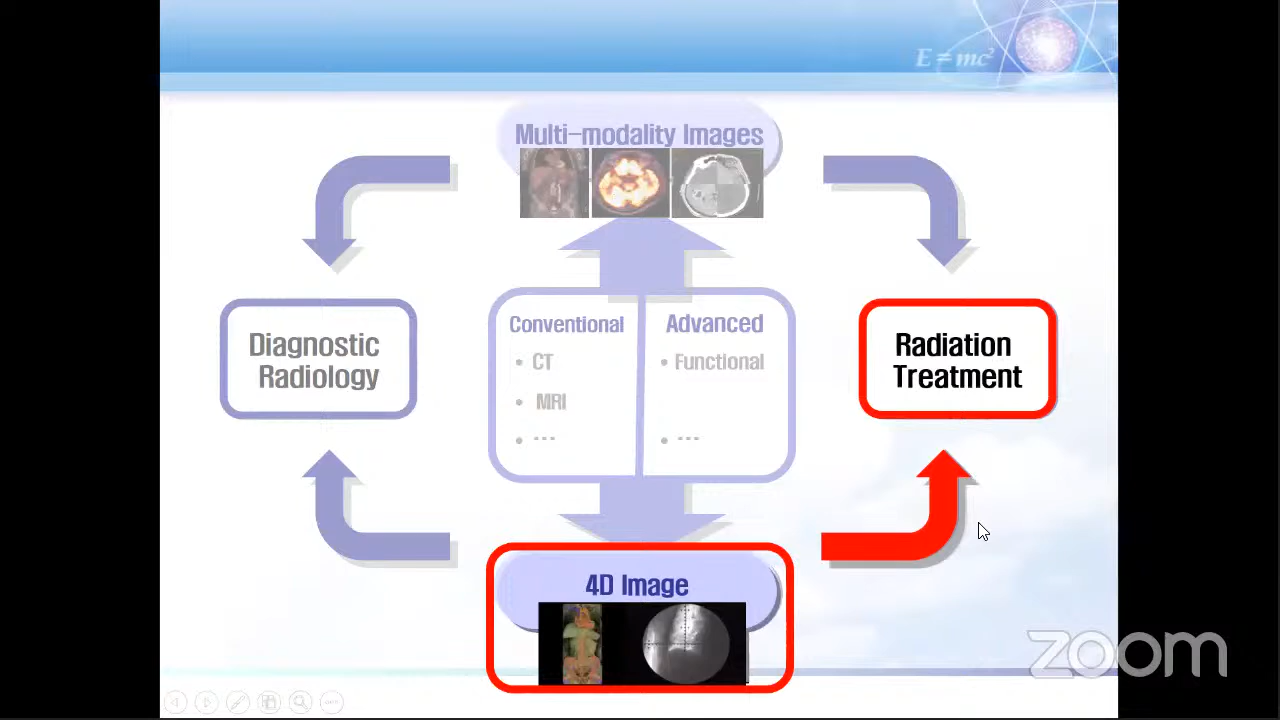 E = mc²
Multi-modality Images
Diagnostic
Radiology
Conventional
• CT
• MRI
• ...
Advanced
• Functional
• ...
Radiation
Treatment
4D Image
zoom